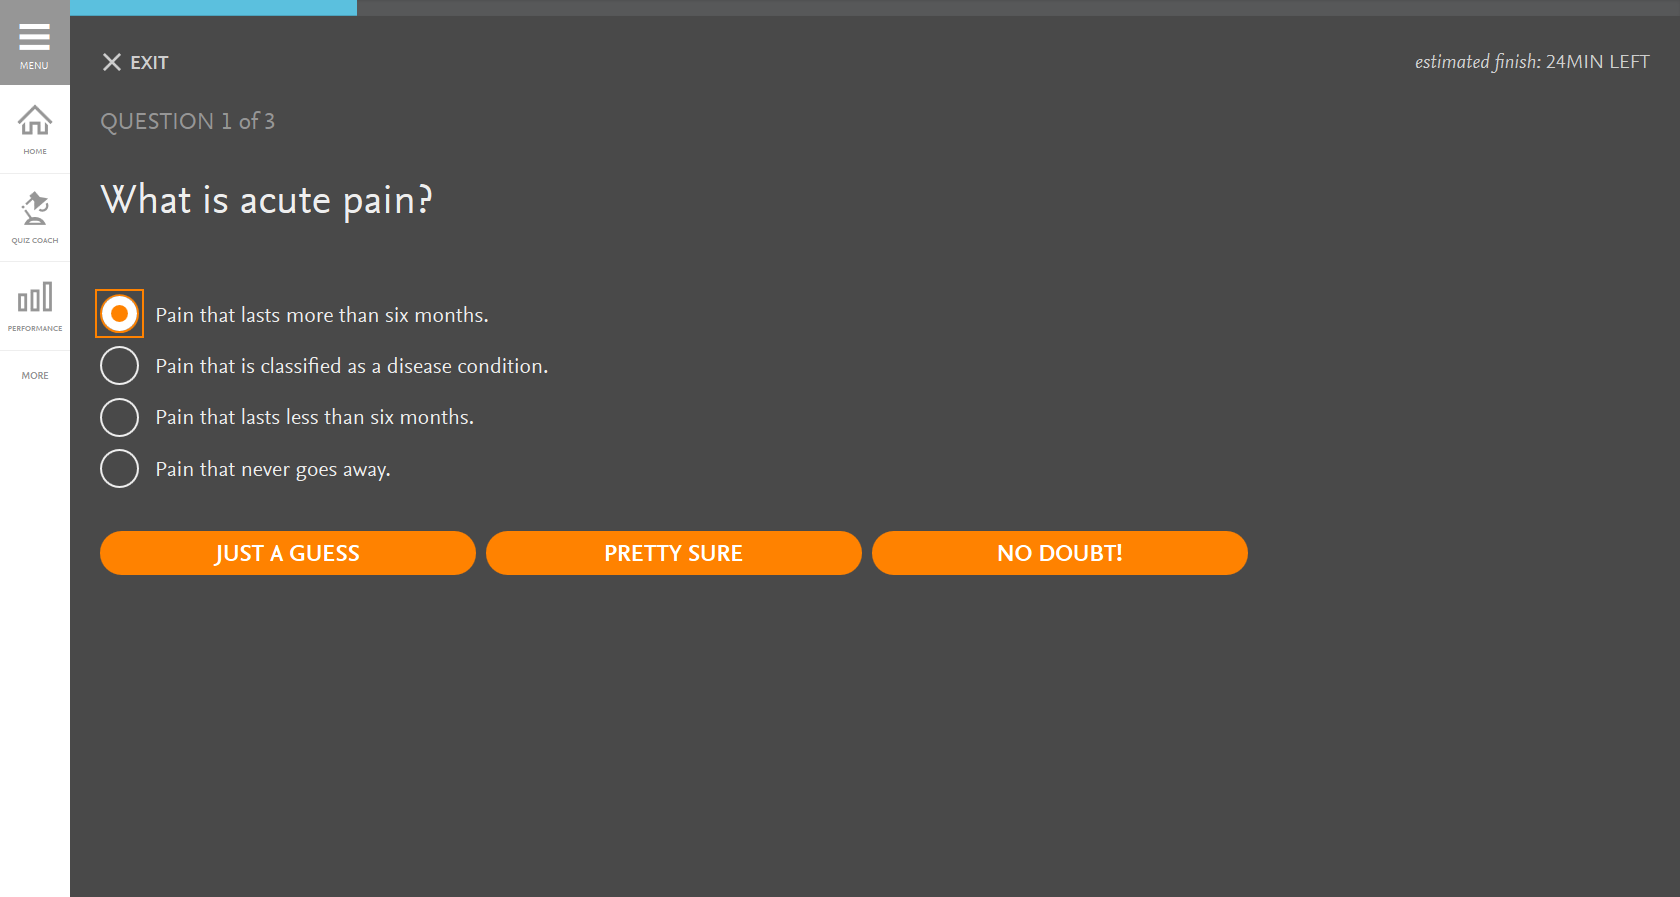 MENU
HOME
QUIZ COACH
PERFORMANCE
MORE
EXIT
estimated finish: 24MIN LEFT
QUESTION 1 of 3
What is acute pain?
Pain that lasts more than six months.
Pain that is classified as a disease condition.
Pain that lasts less than six months.
Pain that never goes away.
JUST A GUESS
PRETTY SURE
NO DOUBT!